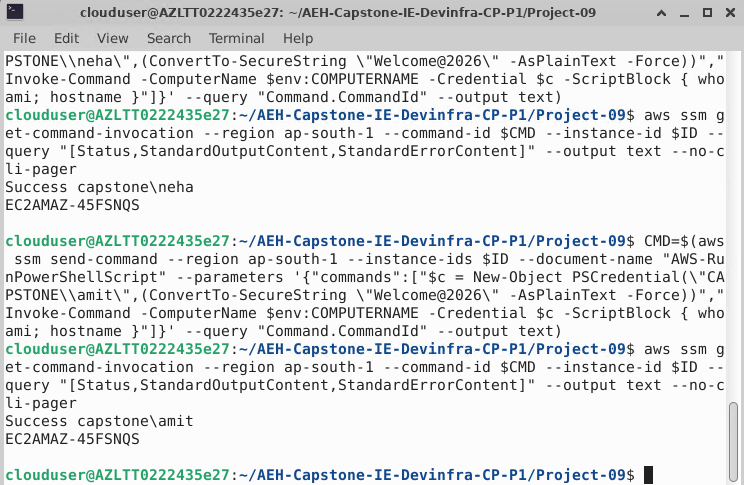 clouduser@AZLTT0222435e27: ~/AEH-Capstone-IE-Devinfra-CP-P1/Project-09
File Edit View Search Terminal Help
PSTONE\\neha\",(ConvertTo-SecureString \"Welcome@2026\" -AsPlainText -Force))","
Invoke-Command -ComputerName $env:COMPUTERNAME -Credential $c -ScriptBlock { who
ami; hostname }"]}' --query "Command.CommandId" --output text)
clouduser@AZLTT0222435e27:~/AEH-Capstone-IE-Devinfra-CP-P1/Project-09$ aws ssm g
et-command-invocation --region ap-south-1 --command-id $CMD --instance-id $ID --
query "[Status,StandardOutputContent,StandardErrorContent]" --output text --no-c
li-pager
Success capstone\neha
EC2AMAZ-45FSNQS
clouduser@AZLTT0222435e27:~/AEH-Capstone-IE-Devinfra-CP-P1/Project-09$ CMD=$(aws
 ssm send-command --region ap-south-1 --instance-ids $ID --document-name "AWS-Ru
nPowerShellScript" --parameters '{"commands":["$c = New-Object PSCredential(\"CA
PSTONE\\amit\",(ConvertTo-SecureString \"Welcome@2026\" -AsPlainText -Force))","
Invoke-Command -ComputerName $env:COMPUTERNAME -Credential $c -ScriptBlock { who
ami; hostname }"]}' --query "Command.CommandId" --output text)
clouduser@AZLTT0222435e27:~/AEH-Capstone-IE-Devinfra-CP-P1/Project-09$ aws ssm g
et-command-invocation --region ap-south-1 --command-id $CMD --instance-id $ID --
query "[Status,StandardOutputContent,StandardErrorContent]" --output text --no-c
li-pager
Success capstone\amit
EC2AMAZ-45FSNQS
clouduser@AZLTT0222435e27:~/AEH-Capstone-IE-Devinfra-CP-P1/Project-09$